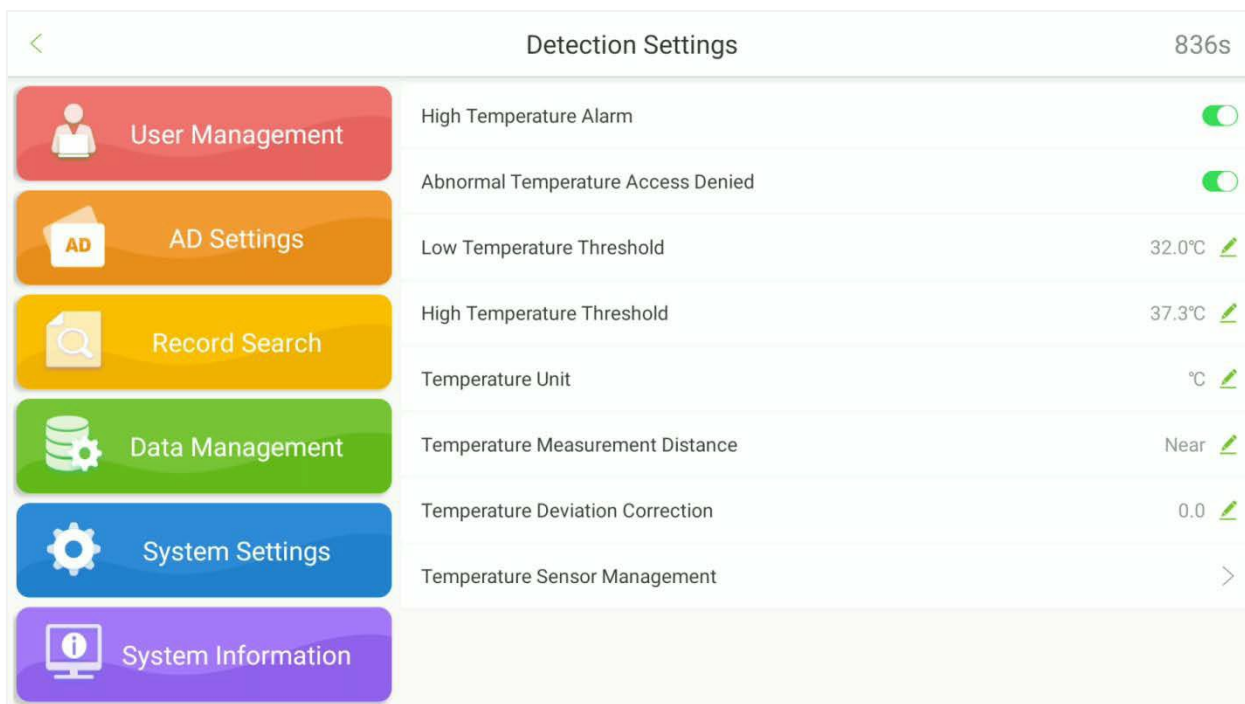 Detection Settings
836s
User Management
AD
AD Settings
Record Search
Data Management
System Settings
System Information
High Temperature Alarm
Abnormal Temperature Access Denied
Low Temperature Threshold 32.0℃
High Temperature Threshold 37.3℃
Temperature Unit ℃
Temperature Measurement Distance Near
Temperature Deviation Correction 0.0
Temperature Sensor Management